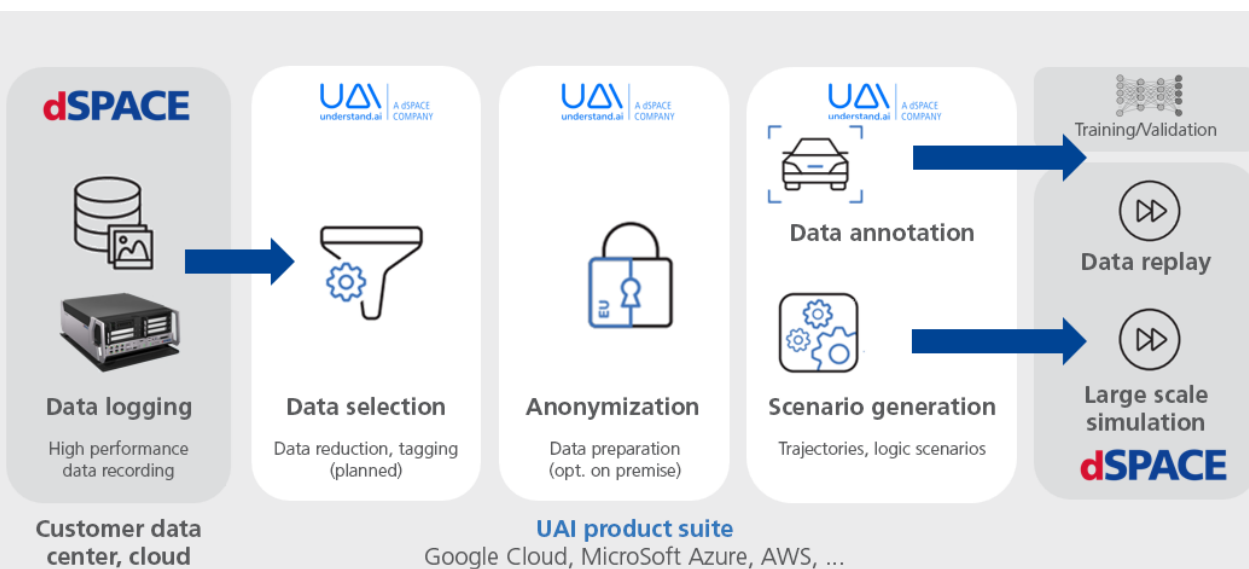 dSPACE
Data logging
High performance
data recording
Customer data
center, cloud
UAI
understand.ai
A dSPACE
COMPANY
Data selection
Data reduction, tagging
(planned)
UAI
understand.ai
A dSPACE
COMPANY
EU
Anonymization
Data preparation
(opt. on premise)
UAI
understand.ai
A dSPACE
COMPANY
Data annotation
Scenario generation
Trajectories, logic scenarios
UAI product suite
Google Cloud, MicroSoft Azure, AWS, ...
Training/Validation
Data replay
Large scale
simulation
dSPACE